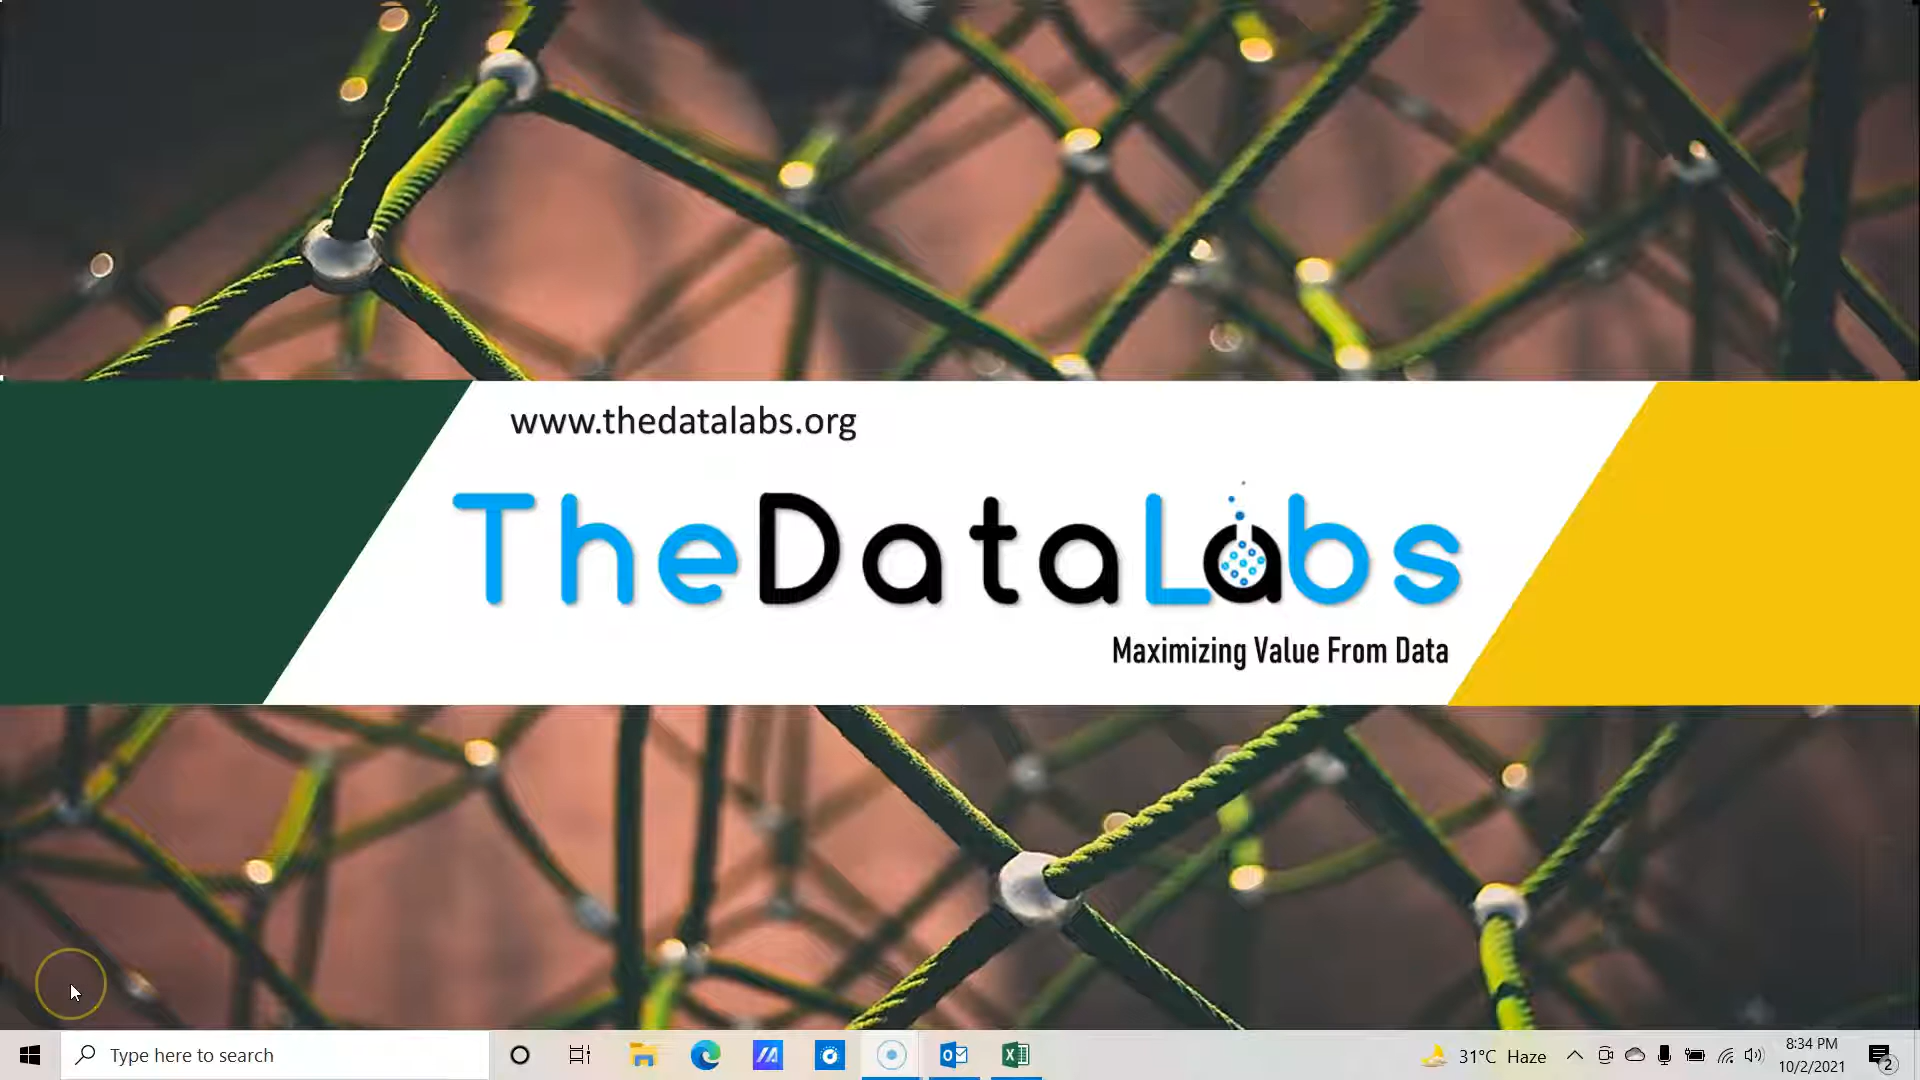 www.thedatalabs.org
TheDataLabs
Maximizing Value From Data
Type here to search
31°C Haze
8:34 PM
10/2/2021
2